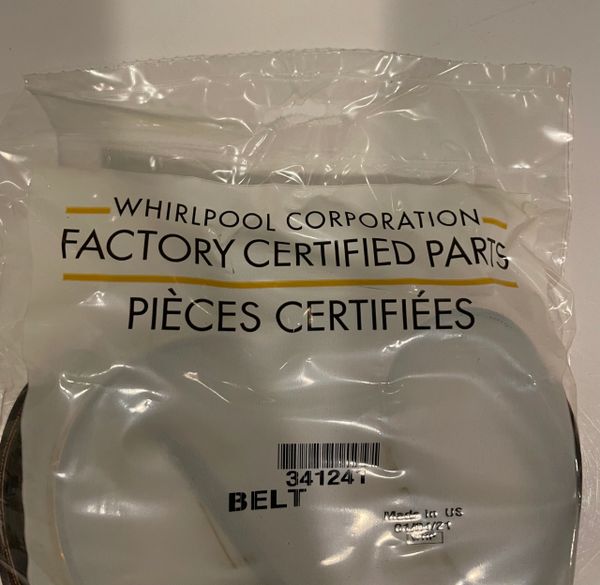 WHIRLPOOL CORPORATION
FACTORY CERTIFIED PARTS
PIÈCES CERTIFIÉES
341241
BELT
Made in US